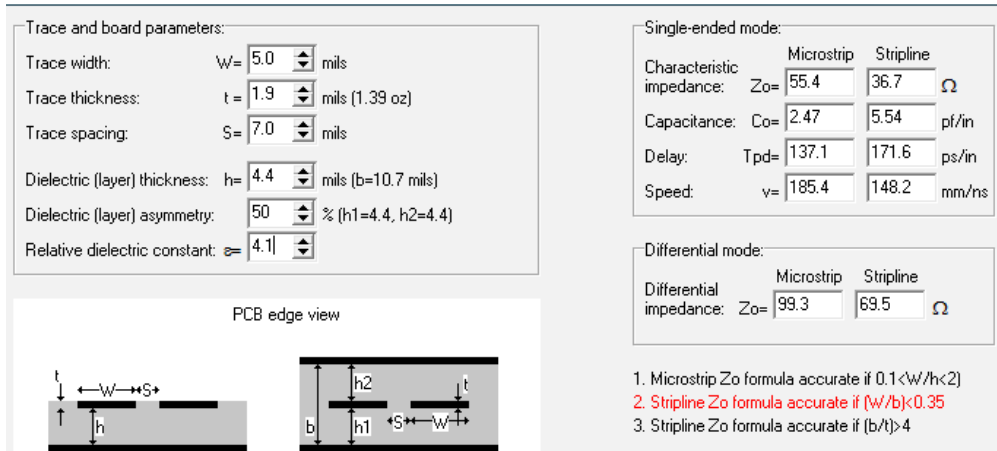 Trace and board parameters:
Trace width: W= 5.0 mils
Trace thickness: t = 1.9 mils (1.39 oz)
Trace spacing: S= 7.0 mils
Dielectric (layer) thickness: h= 4.4 mils (b=10.7 mils)
Dielectric (layer) asymmetry: 50 % (h1=4.4, h2=4.4)
Relative dielectric constant: ε= 4.1
PCB edge view
t
W S
h
h2 t
b h1 S W
Single-ended mode:
Microstrip Stripline
Characteristic
impedance: Zo= 55.4 36.7 Ω
Capacitance: Co= 2.47 5.54 pf/in
Delay: Tpd= 137.1 171.6 ps/in
Speed: v= 185.4 148.2 mm/ns
Differential mode:
Microstrip Stripline
Differential
impedance: Zo= 99.3 69.5 Ω
1. Microstrip Zo formula accurate if 0.1<W/h<2)
2. Stripline Zo formula accurate if (W/b)<0.35
3. Stripline Zo formula accurate if (b/t)>4